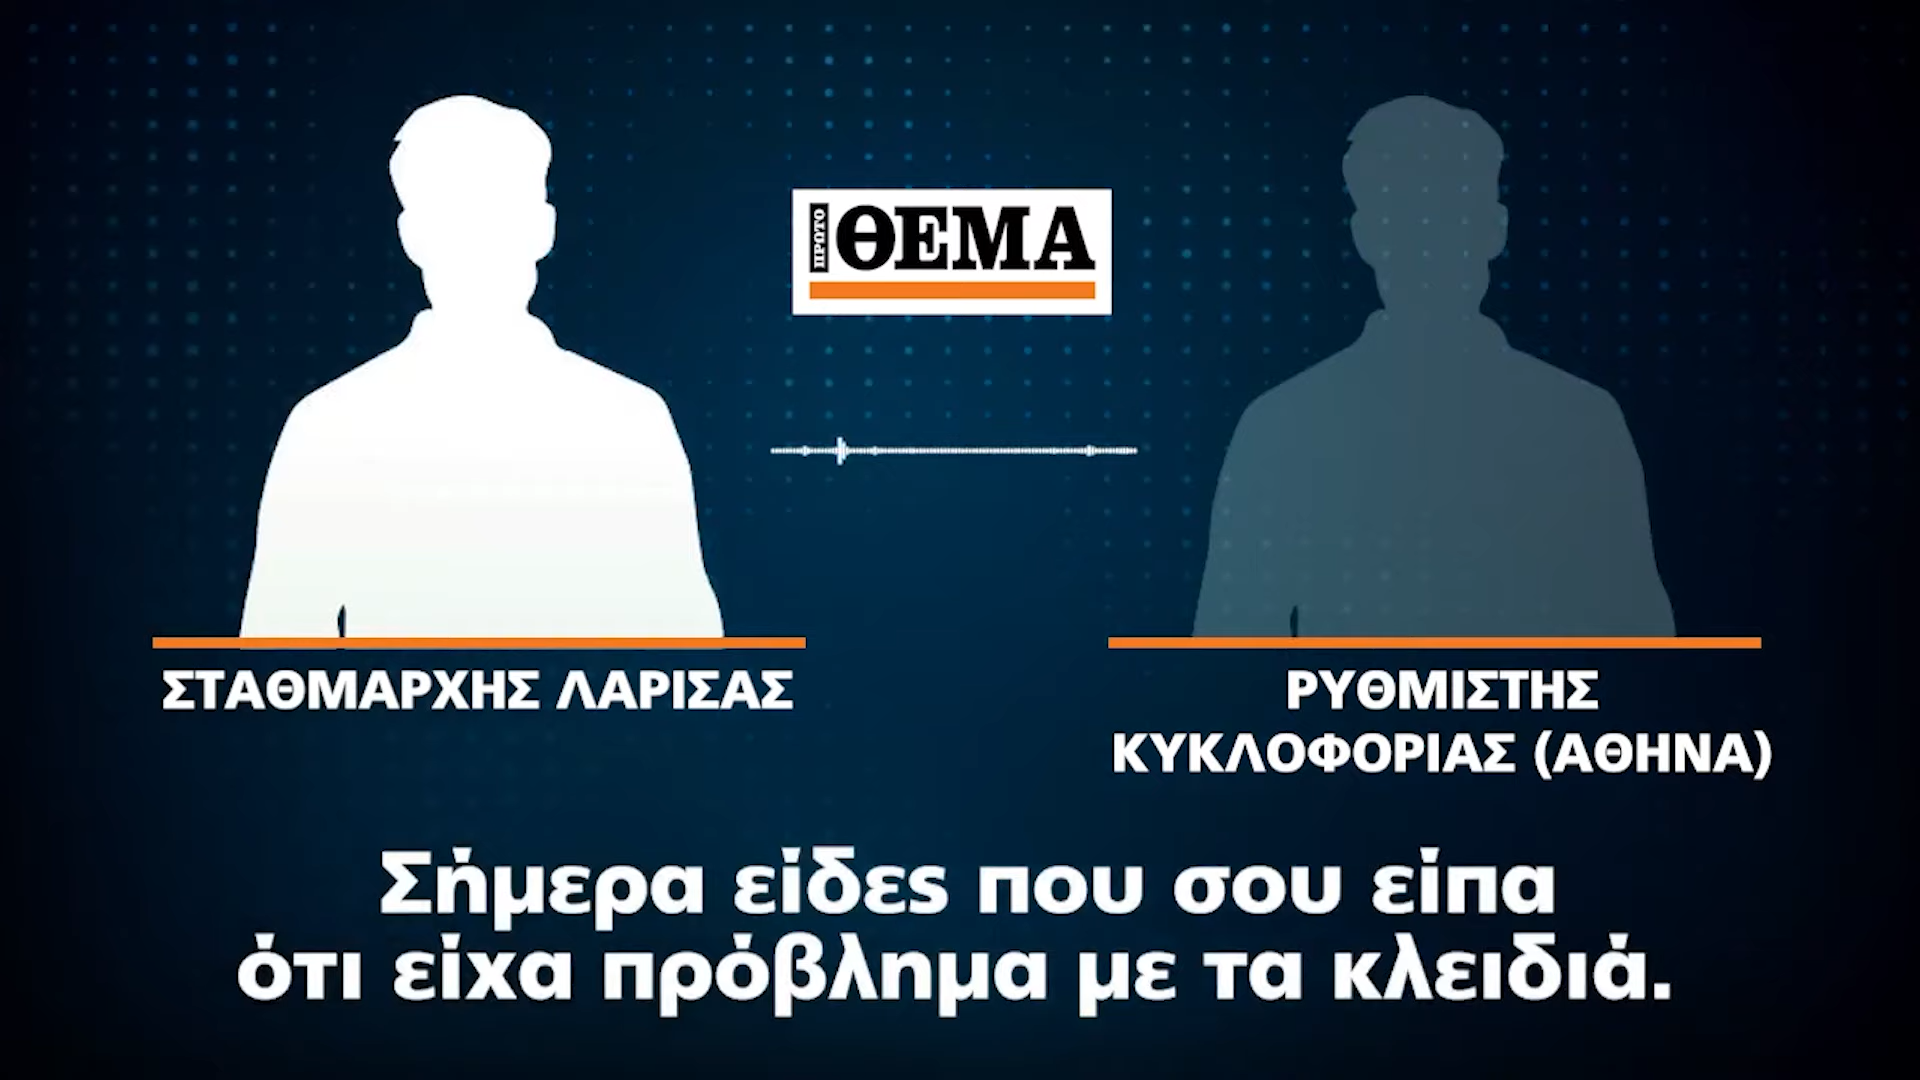 ΠΡΩΤΟ
ΘΕΜΑ
ΣΤΑΘΜΑΡΧΗΣ ΛΑΡΙΣΑΣ
ΡΥΘΜΙΣΤΗΣ
ΚΥΚΛΟΦΟΡΙΑΣ (ΑΘΗΝΑ)
Σήμερα είδες που σου είπα
ότι είχα πρόβλημα με τα κλειδιά.